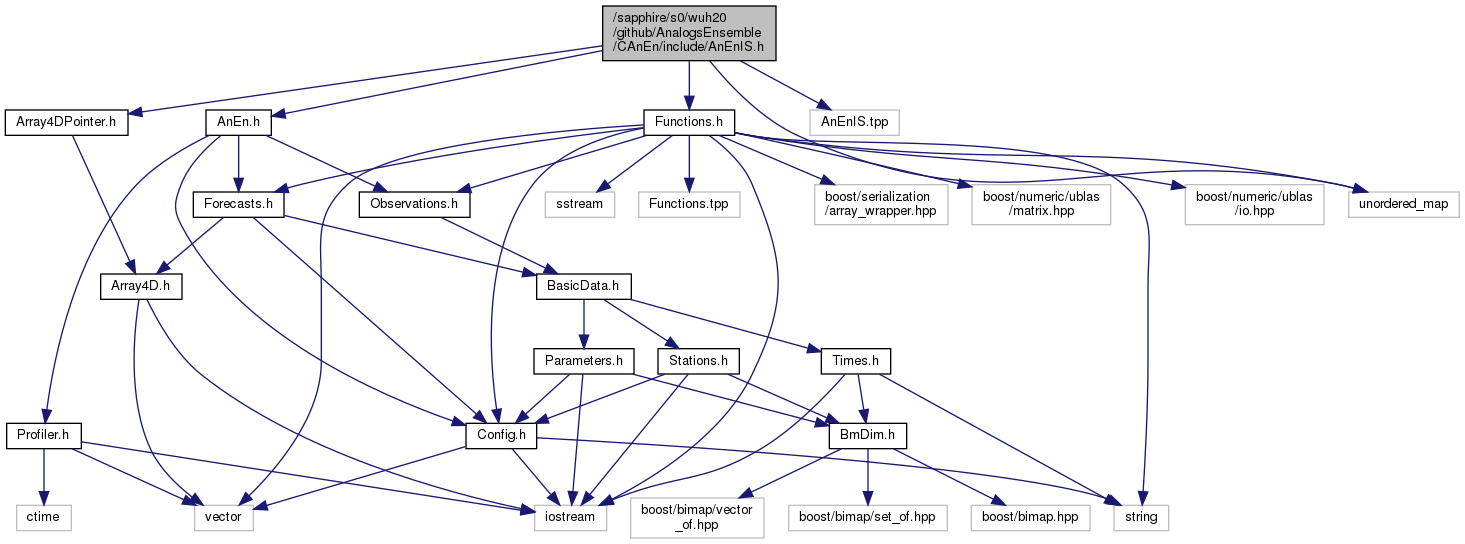 /sapphire/s0/wuh20
/github/AnalogsEnsemble
/CAnEn/include/AnEnIS.h
Array4DPointer.h
AnEn.h
Functions.h
AnEnIS.tpp
Forecasts.h
Observations.h
sstream
Functions.tpp
boost/serialization
/array_wrapper.hpp
boost/numeric/ublas
/matrix.hpp
boost/numeric/ublas
/io.hpp
unordered_map
Array4D.h
BasicData.h
Parameters.h
Stations.h
Times.h
Profiler.h
Config.h
BmDim.h
ctime
vector
iostream
boost/bimap/vector
_of.hpp
boost/bimap/set_of.hpp
boost/bimap.hpp
string